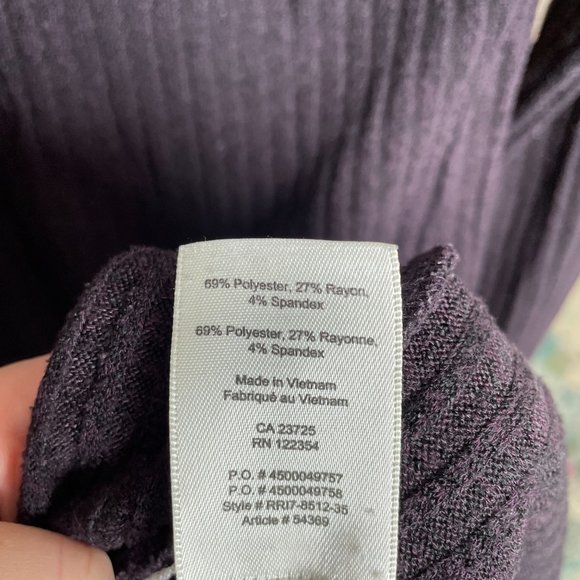 69% Polyester, 27% Rayon,
4% Spandex
69% Polyester, 27% Rayonne,
4% Spandex
Made in Vietnam
Fabriqué au Vietnam
CA 23725
RN 122354
P.O. # 4500049757
P.O. # 4500049758
Style # RRI7-8512-35
Article # 54369